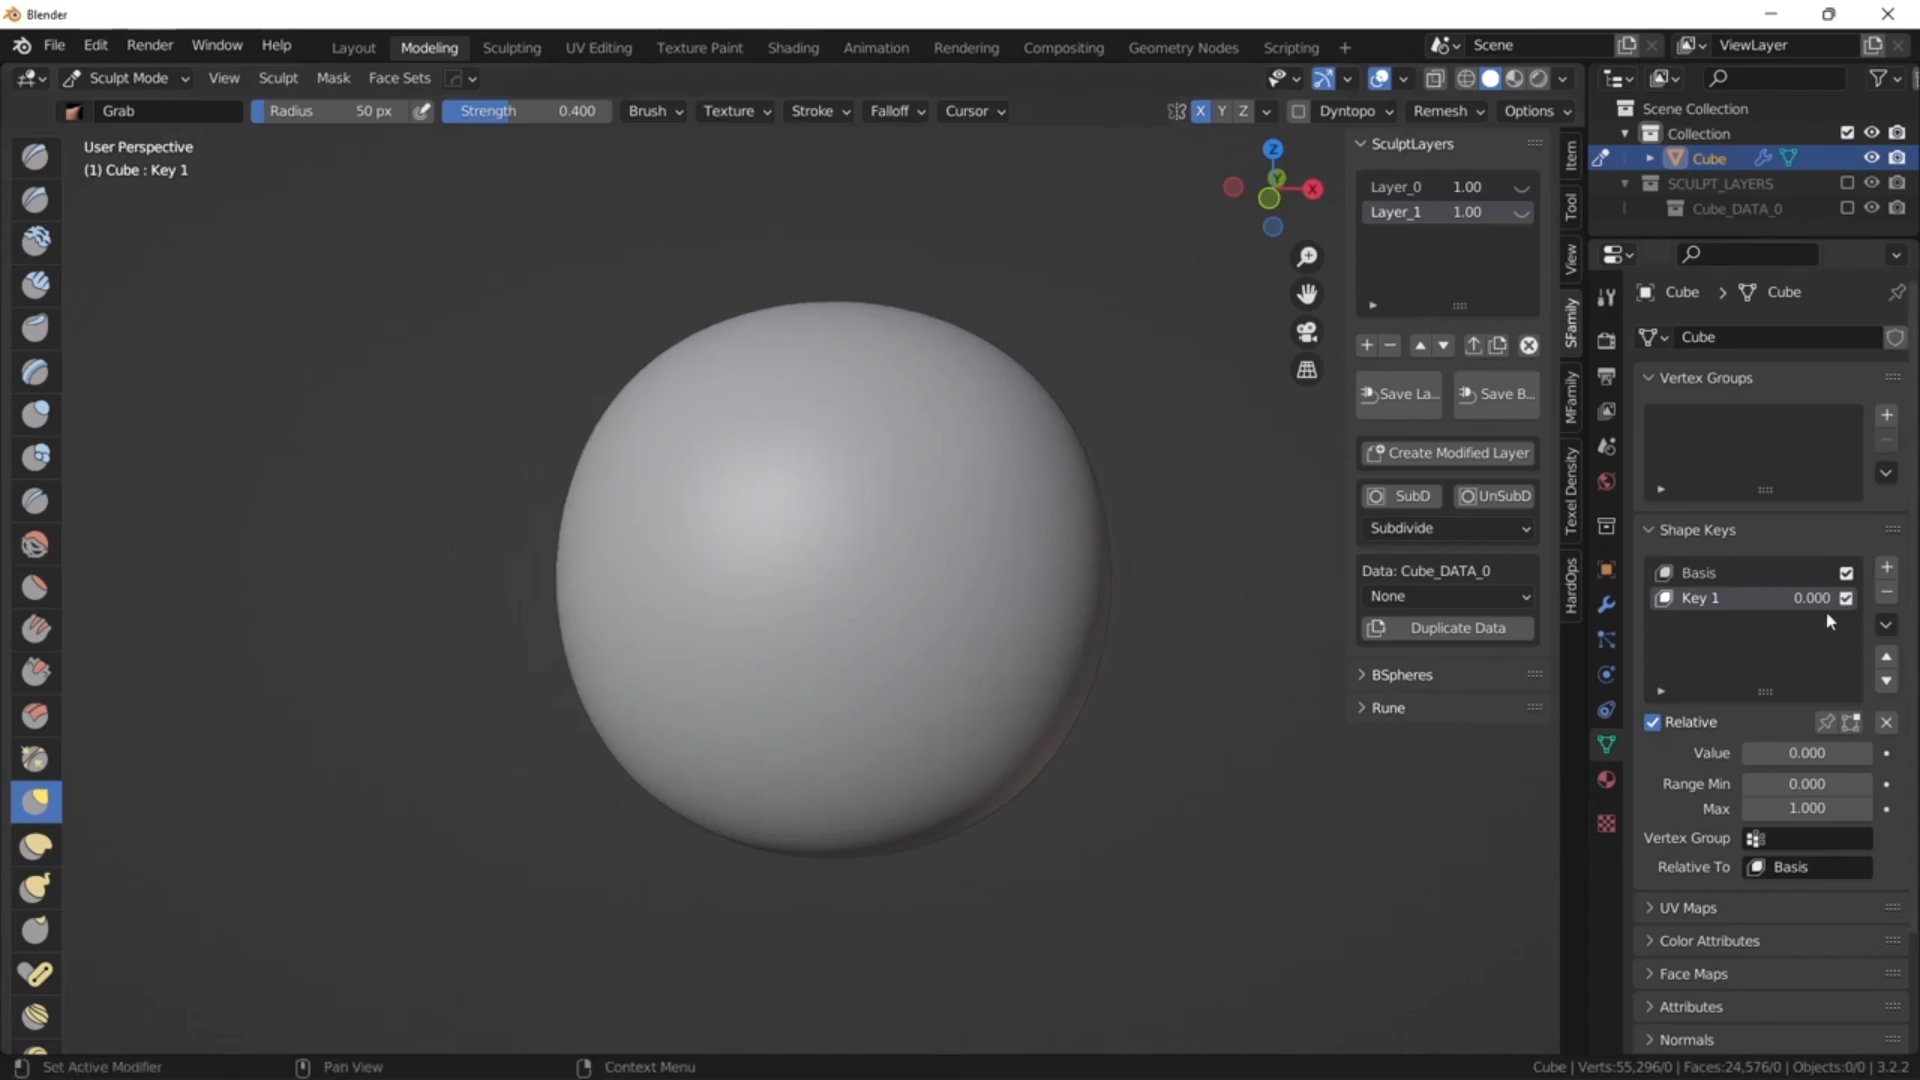 Blender
File Edit Render Window Help Layout Modeling Sculpting UV Editing Texture Paint Shading Animation Rendering Compositing Geometry Nodes Scripting + Scene ViewLayer
Sculpt Mode View Sculpt Mask Face Sets
Grab Radius 50 px Strength 0.400 Brush Texture Stroke Falloff Cursor X Y Z Dyntopo Remesh Options
User Perspective
(1) Cube : Key 1
Z
Y
X
SculptLayers
Layer_0 1.00
Layer_1 1.00
Save La...
Save B...
Create Modified Layer
SubD
UnSubD
Subdivide
Data: Cube_DATA_0
None
Duplicate Data
BSpheres
Rune
Item
Tool
View
SFamily
MFamily
Texel Density
HardOps
Scene Collection
Collection
Cube
SCULPT_LAYERS
Cube_DATA_0
Cube > Cube
Cube
Vertex Groups
Shape Keys
Basis
Key 1 0.000
Relative
Value 0.000
Range Min 0.000
Max 1.000
Vertex Group
Relative To Basis
UV Maps
Color Attributes
Face Maps
Attributes
Normals
Set Active Modifier Pan View Context Menu Cube | Verts:55,296/0 | Faces:24,576/0 | Objects:0/0 | 3.2.2